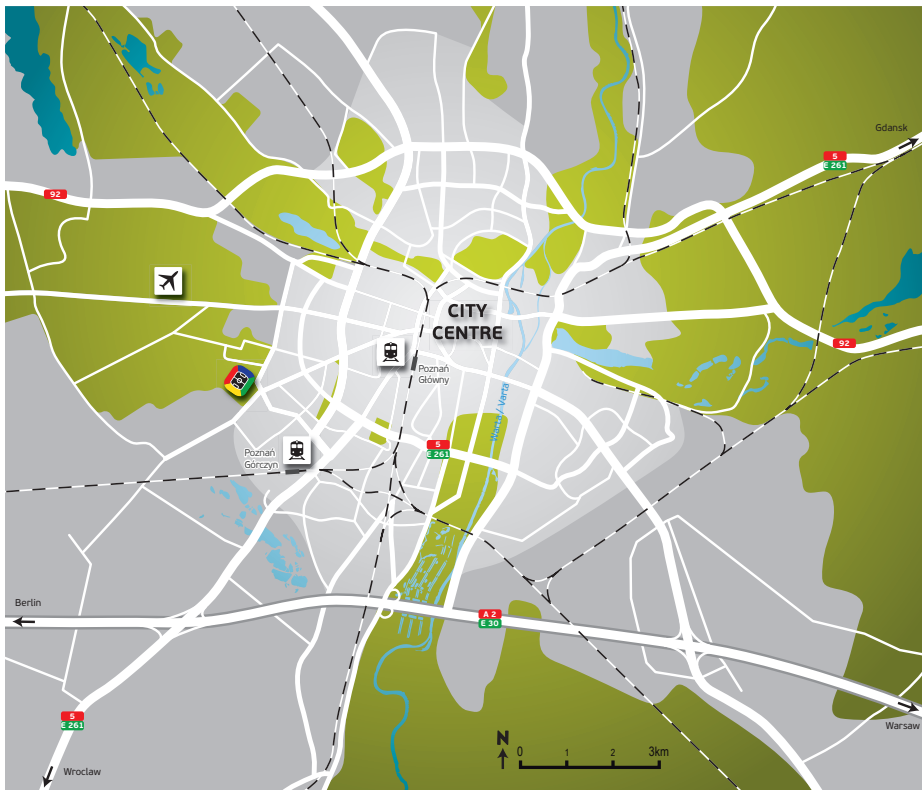 Gdansk
5
E 261
92
CITY
CENTRE
92
Poznań
Główny
Warta / Varta
5
E 261
Poznań
Górczyn
Berlin
A 2
E 30
5
E 261
Warsaw
N
0 1 2 3km
Wroclaw